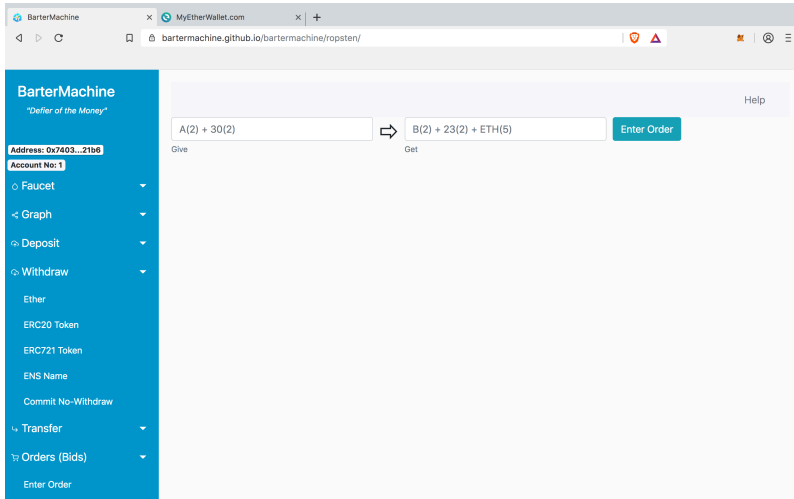 BarterMachine
MyEtherWallet.com
bartermachine.github.io/bartermachine/ropsten/
BarterMachine
"Defier of the Money"
Address: 0x7403...21b6
Account No: 1
Faucet
Graph
Deposit
Withdraw
Ether
ERC20 Token
ERC721 Token
ENS Name
Commit No-Withdraw
Transfer
Orders (Bids)
Enter Order
Help
A(2) + 30(2)
B(2) + 23(2) + ETH(5)
Enter Order
Give
Get